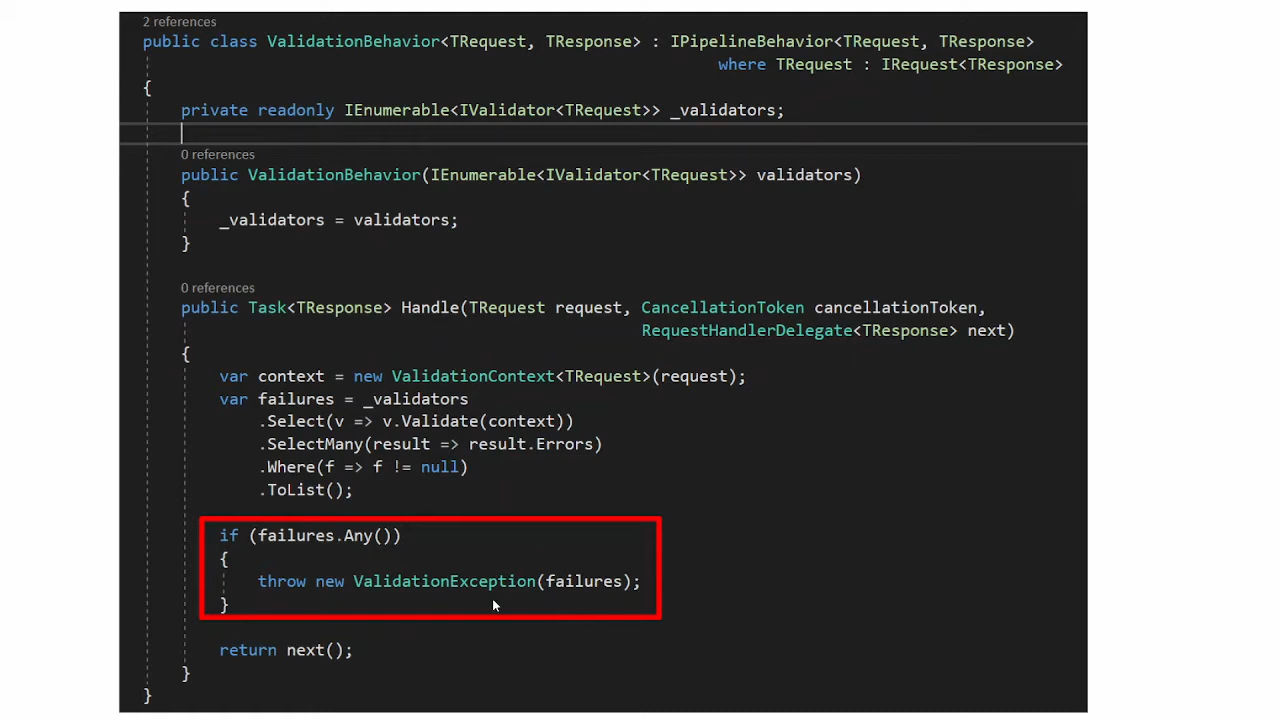 2 references
public class ValidationBehavior<TRequest, TResponse> : IPipelineBehavior<TRequest, TResponse>
where TRequest : IRequest<TResponse>
{
private readonly IEnumerable<IValidator<TRequest>> _validators;
0 references
public ValidationBehavior(IEnumerable<IValidator<TRequest>> validators)
{
_validators = validators;
}
0 references
public Task<TResponse> Handle(TRequest request, CancellationToken cancellationToken,
RequestHandlerDelegate<TResponse> next)
{
var context = new ValidationContext<TRequest>(request);
var failures = _validators
.Select(v => v.Validate(context))
.SelectMany(result => result.Errors)
.Where(f => f != null)
.ToList();
if (failures.Any())
{
throw new ValidationException(failures);
}
return next();
}
}